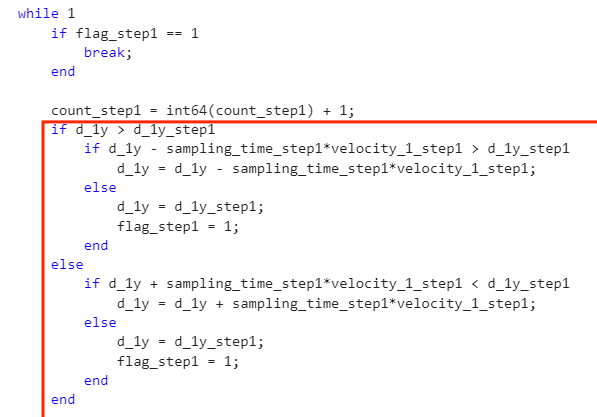 while 1
    if flag_step1 == 1
        break;
    end

    count_step1 = int64(count_step1) + 1;
    if d_1y > d_1y_step1
        if d_1y - sampling_time_step1*velocity_1_step1 > d_1y_step1
            d_1y = d_1y - sampling_time_step1*velocity_1_step1;
        else
            d_1y = d_1y_step1;
            flag_step1 = 1;
        end
    else
        if d_1y + sampling_time_step1*velocity_1_step1 < d_1y_step1
            d_1y = d_1y + sampling_time_step1*velocity_1_step1;
        else
            d_1y = d_1y_step1;
            flag_step1 = 1;
        end
    end